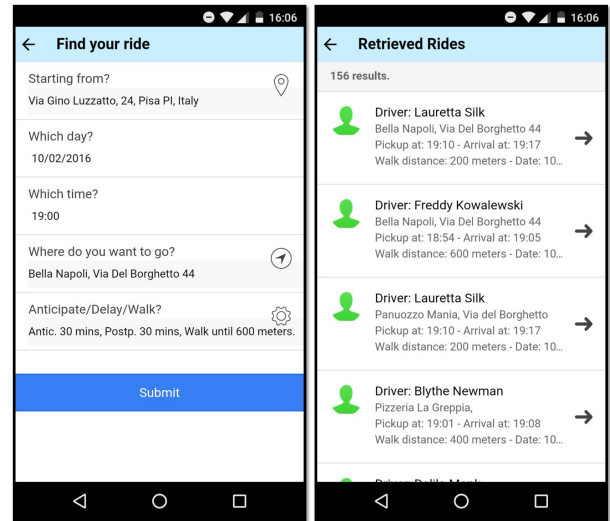 16:06
Find your ride
Starting from?
Via Gino Luzzatto, 24, Pisa PI, Italy
Which day?
10/02/2016
Which time?
19:00
Where do you want to go?
Bella Napoli, Via Del Borghetto 44
Anticipate/Delay/Walk?
Antic. 30 mins, Postp. 30 mins, Walk until 600 meters.
Submit
16:06
Retrieved Rides
156 results.
Driver: Lauretta Silk
Bella Napoli, Via Del Borghetto 44
Pickup at: 19:10 - Arrival at: 19:17
Walk distance: 200 meters - Date: 10...
Driver: Freddy Kowalewski
Bella Napoli, Via Del Borghetto 44
Pickup at: 18:54 - Arrival at: 19:05
Walk distance: 600 meters - Date: 10...
Driver: Lauretta Silk
Panuozzo Mania, Via del Borghetto
Pickup at: 19:10 - Arrival at: 19:17
Walk distance: 200 meters - Date: 10...
Driver: Blythe Newman
Pizzeria La Greppia,
Pickup at: 19:01 - Arrival at: 19:08
Walk distance: 400 meters - Date: 10...